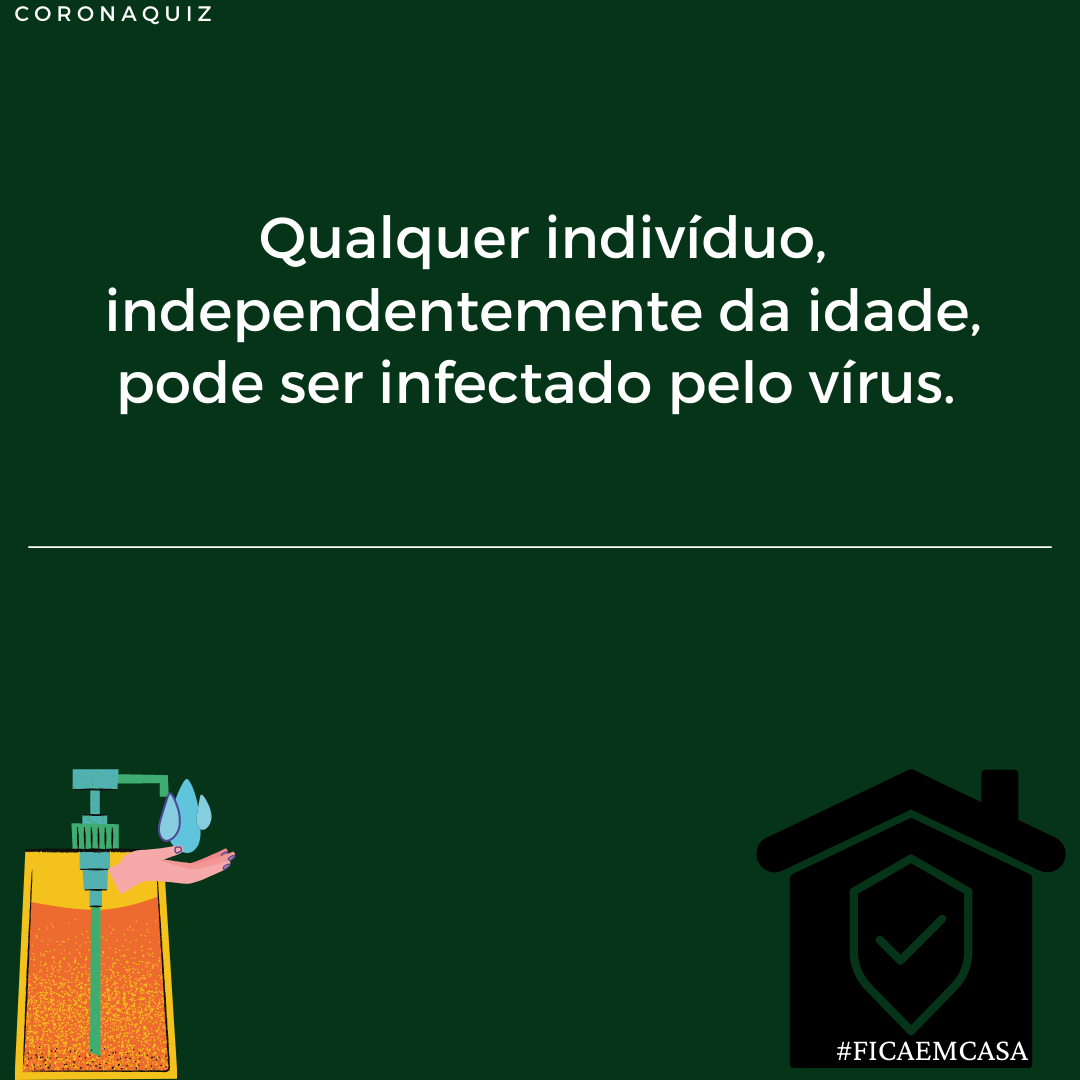 CORONAQUIZ
Qualquer indivíduo,
independentemente da idade,
pode ser infectado pelo vírus.
#FICAEMCASA